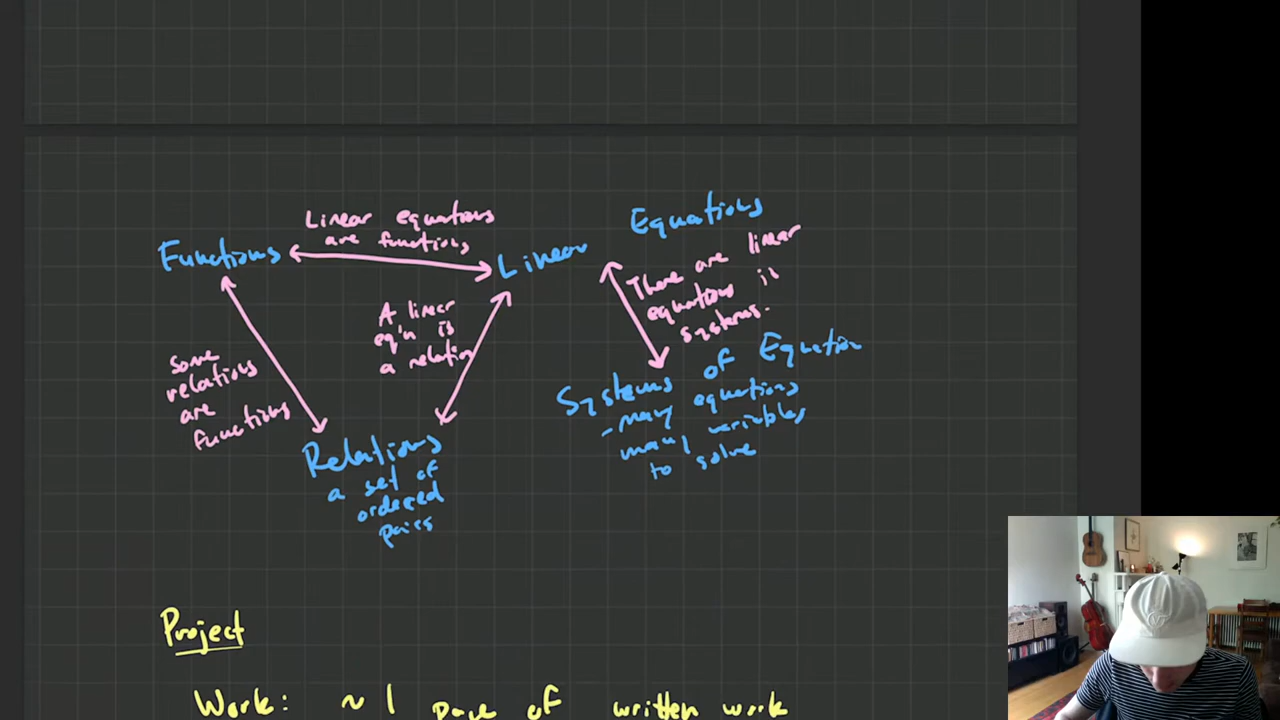 Linear equations
are functions
Functions
Linear
Equations
There are linear
equations is
systems.
A linear
eq'n is
a relation
Some
relations
are
functions
Systems of Equation
- many equations
many variables
to solve
Relations
a set of
ordered
pairs
Project
Work: ~ 1 page of written work